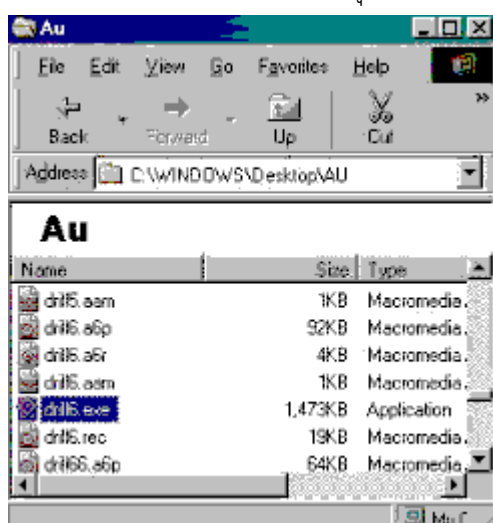 Au
File Edit View Go Favorites Help
Back Forward Up Cut »
Address C:\WINDOWS\Desktop\AU
Au
Name Size Type
drill5.aam 1KB Macromedia.
drill6.a6p 92KB Macromedia.
drill6.a6r 4KB Macromedia.
drill6.aam 1KB Macromedia.
drill6.exe 1,473KB Application
drill6.rec 19KB Macromedia.
drill66.a6p 64KB Macromedia.